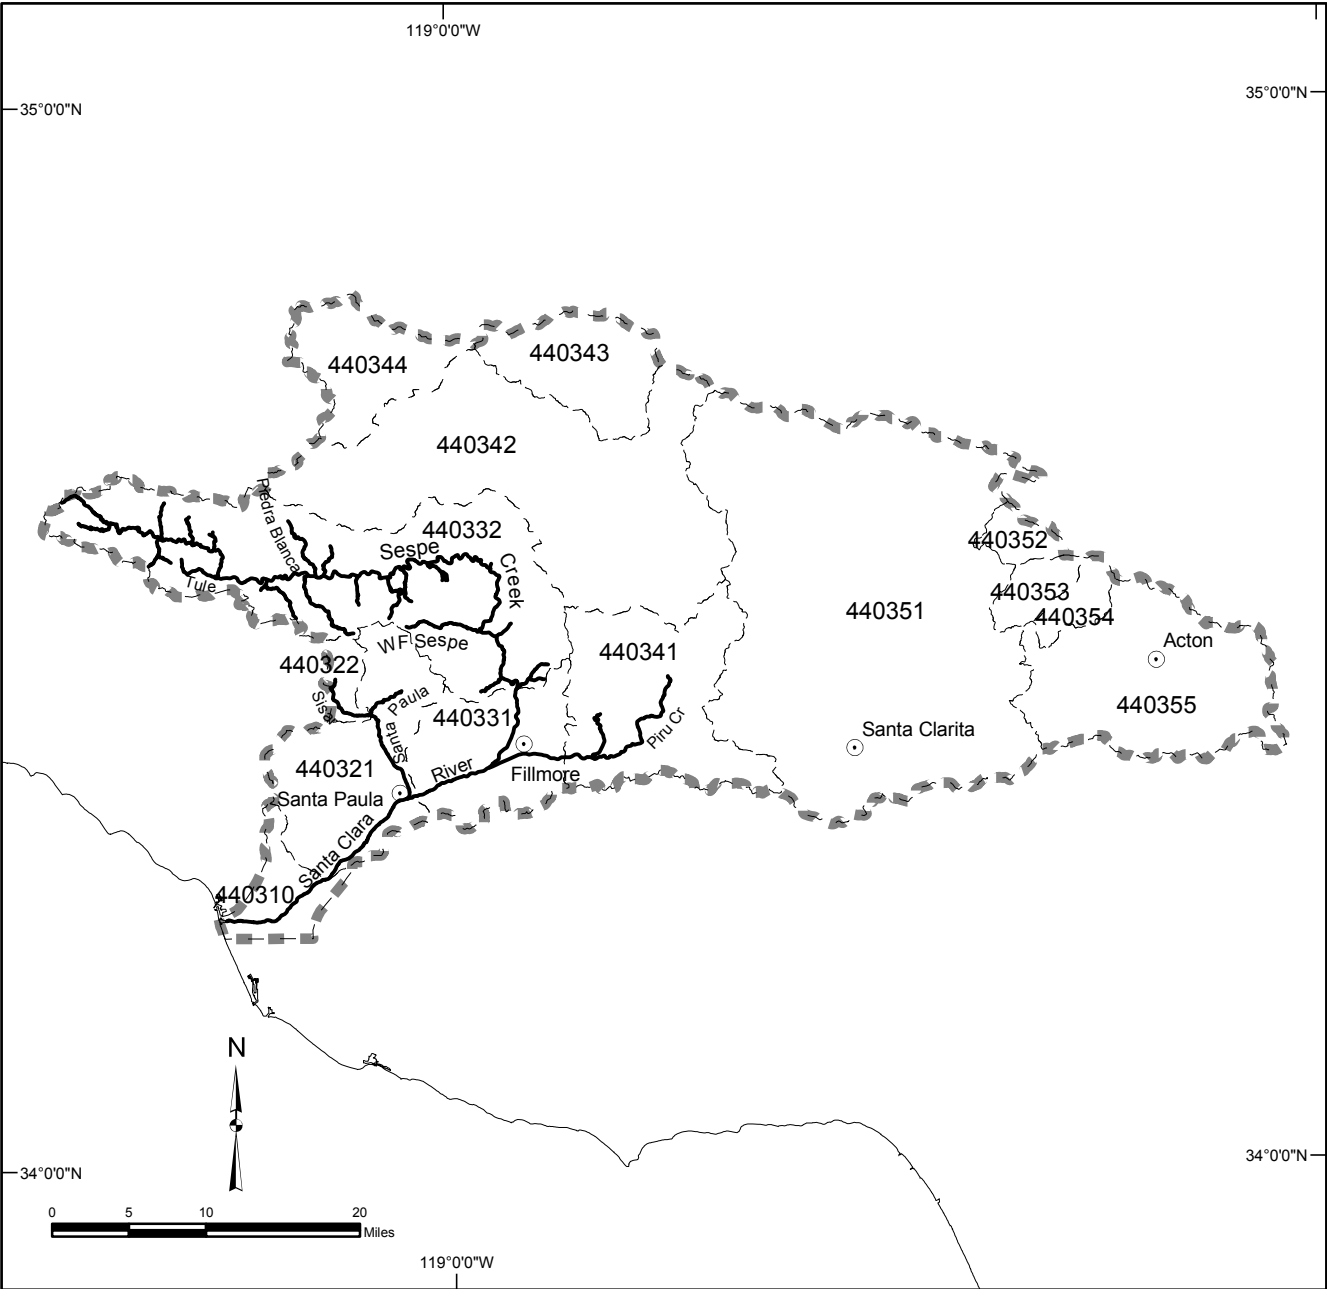 119°0'0"W
35°0'0"N
35°0'0"N
440344
440343
440342
440332
Piedra Blanca
Sespe
Creek
Tule
440352
440353
440354
440351
Acton
WF Sespe
440322
440341
Sisar
Paula
Santa
440331
440355
Piru Cr
Santa Clarita
440321
River
Fillmore
Santa Paula
Santa Clara
440310
N
34°0'0"N
34°0'0"N
0 5 10 20
Miles
119°0'0"W